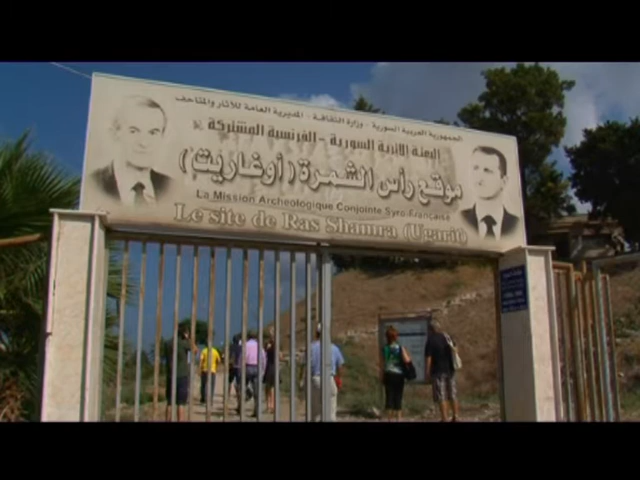 الجمهورية العربية السورية - وزارة الثقافة - المديرية العامة للآثار والمتاحف
البعثة الأثرية السورية - الفرنسية المشتركة
موقع رأس الشمرة (أوغاريت)
La Mission Archeologique Conjointe Syro-Française
Le site de Ras Shamra (Ugarit)